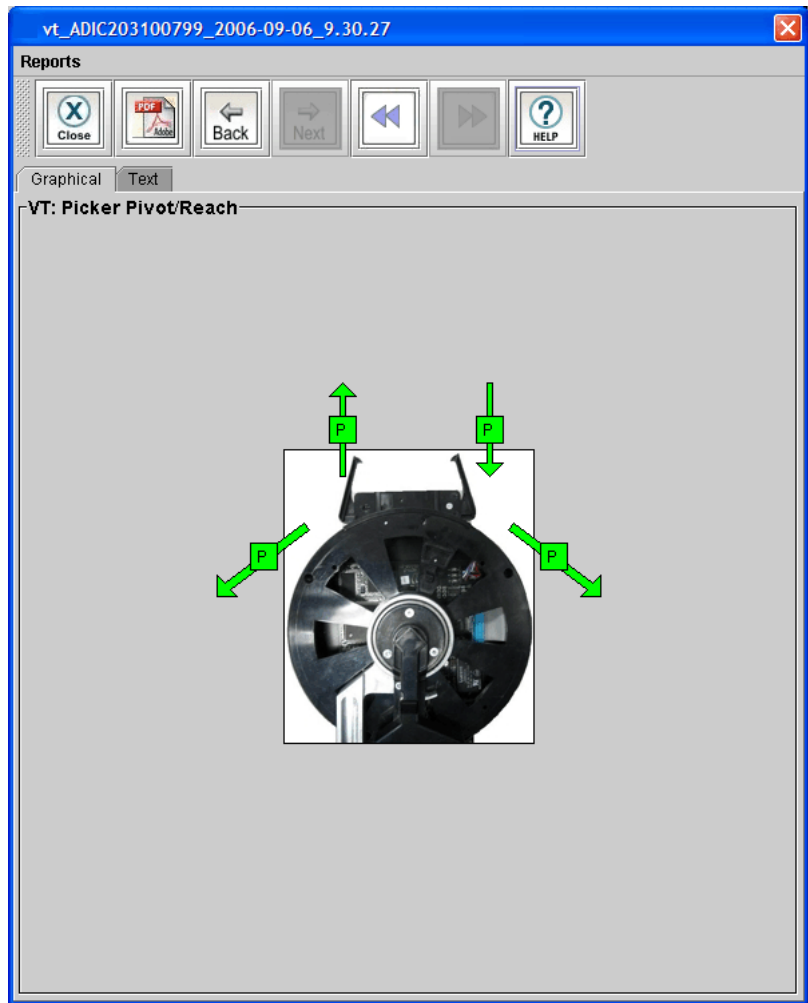 vt_ADIC203100799_2006-09-06_9.30.27
Reports
X Close
PDF Adobe
Back
Next
? HELP
Graphical Text
VT: Picker Pivot/Reach
P P
P P